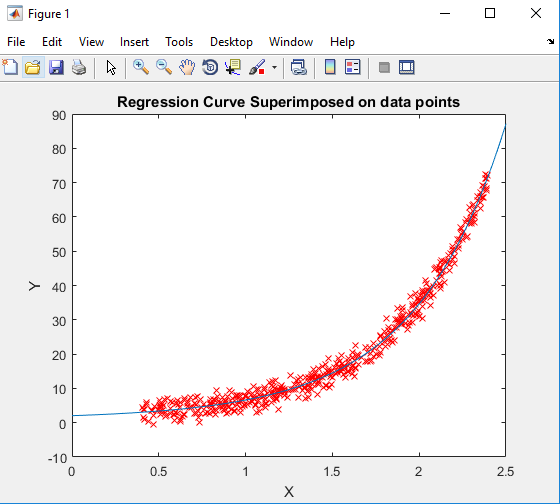 Figure 1
File Edit View Insert Tools Desktop Window Help
Regression Curve Superimposed on data points
90
80
70
60
50
40
30
20
10
0
-10
Y
0 0.5 1 1.5 2 2.5
X